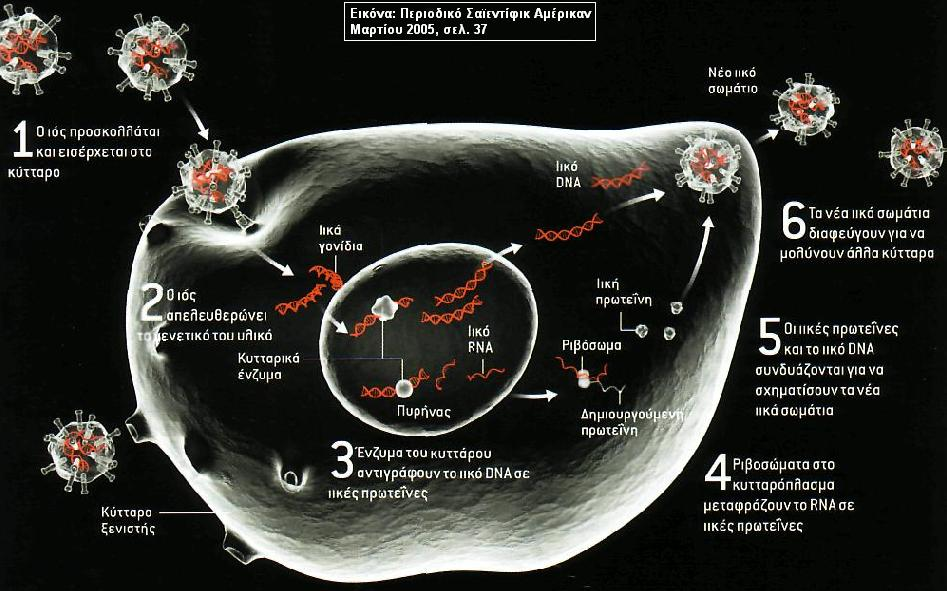 Εικόνα: Περιοδικό Σαϊεντίφικ Αμέρικαν
Μαρτίου 2005, σελ. 37
1 Ο ιός προσκολλάται
και εισέρχεται στο
κύτταρο
Ιικά
γονίδια
2 Ο ιός
απελευθερώνει
το γενετικό του υλικό
Κυτταρικά
ένζυμα
Πυρήνας
Ιικό
RNA
Ιικό
DNA
3 Ένζυμα του κυττάρου
αντιγράφουν το ιικό DNA σε
ιικές πρωτεΐνες
Κύτταρο
ξενιστής
Ριβόσωμα
Δημιουργούμενη
πρωτεΐνη
Ιική
πρωτεΐνη
4 Ριβοσώματα στο
κυτταρόπλασμα
μεταφράζουν το RNA σε
ιικές πρωτεΐνες
5 Οι ιικές πρωτεΐνες
και το ιικό DNA
συνδυάζονται για να
σχηματίσουν τα νέα
ιικά σωμάτια
6 Τα νέα ιικά σωμάτια
διαφεύγουν για να
μολύνουν άλλα κύτταρα
Νέο ιικό
σωμάτιο